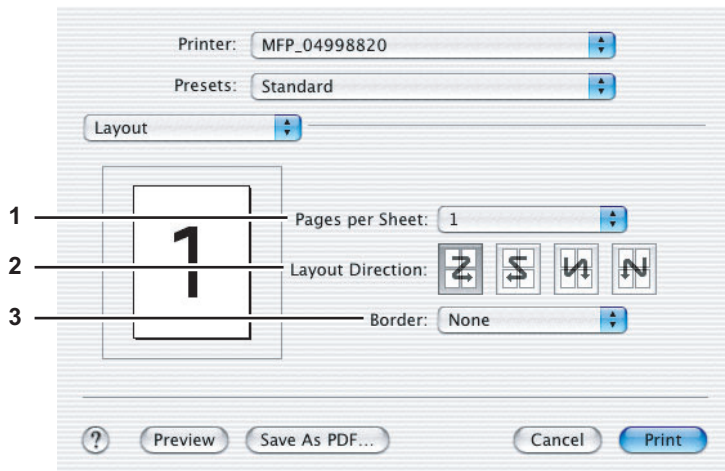 Printer: MFP_04998820
Presets: Standard
Layout
1
1 Pages per Sheet: 1
2 Layout Direction:
3 Border: None
? Preview Save As PDF... Cancel Print